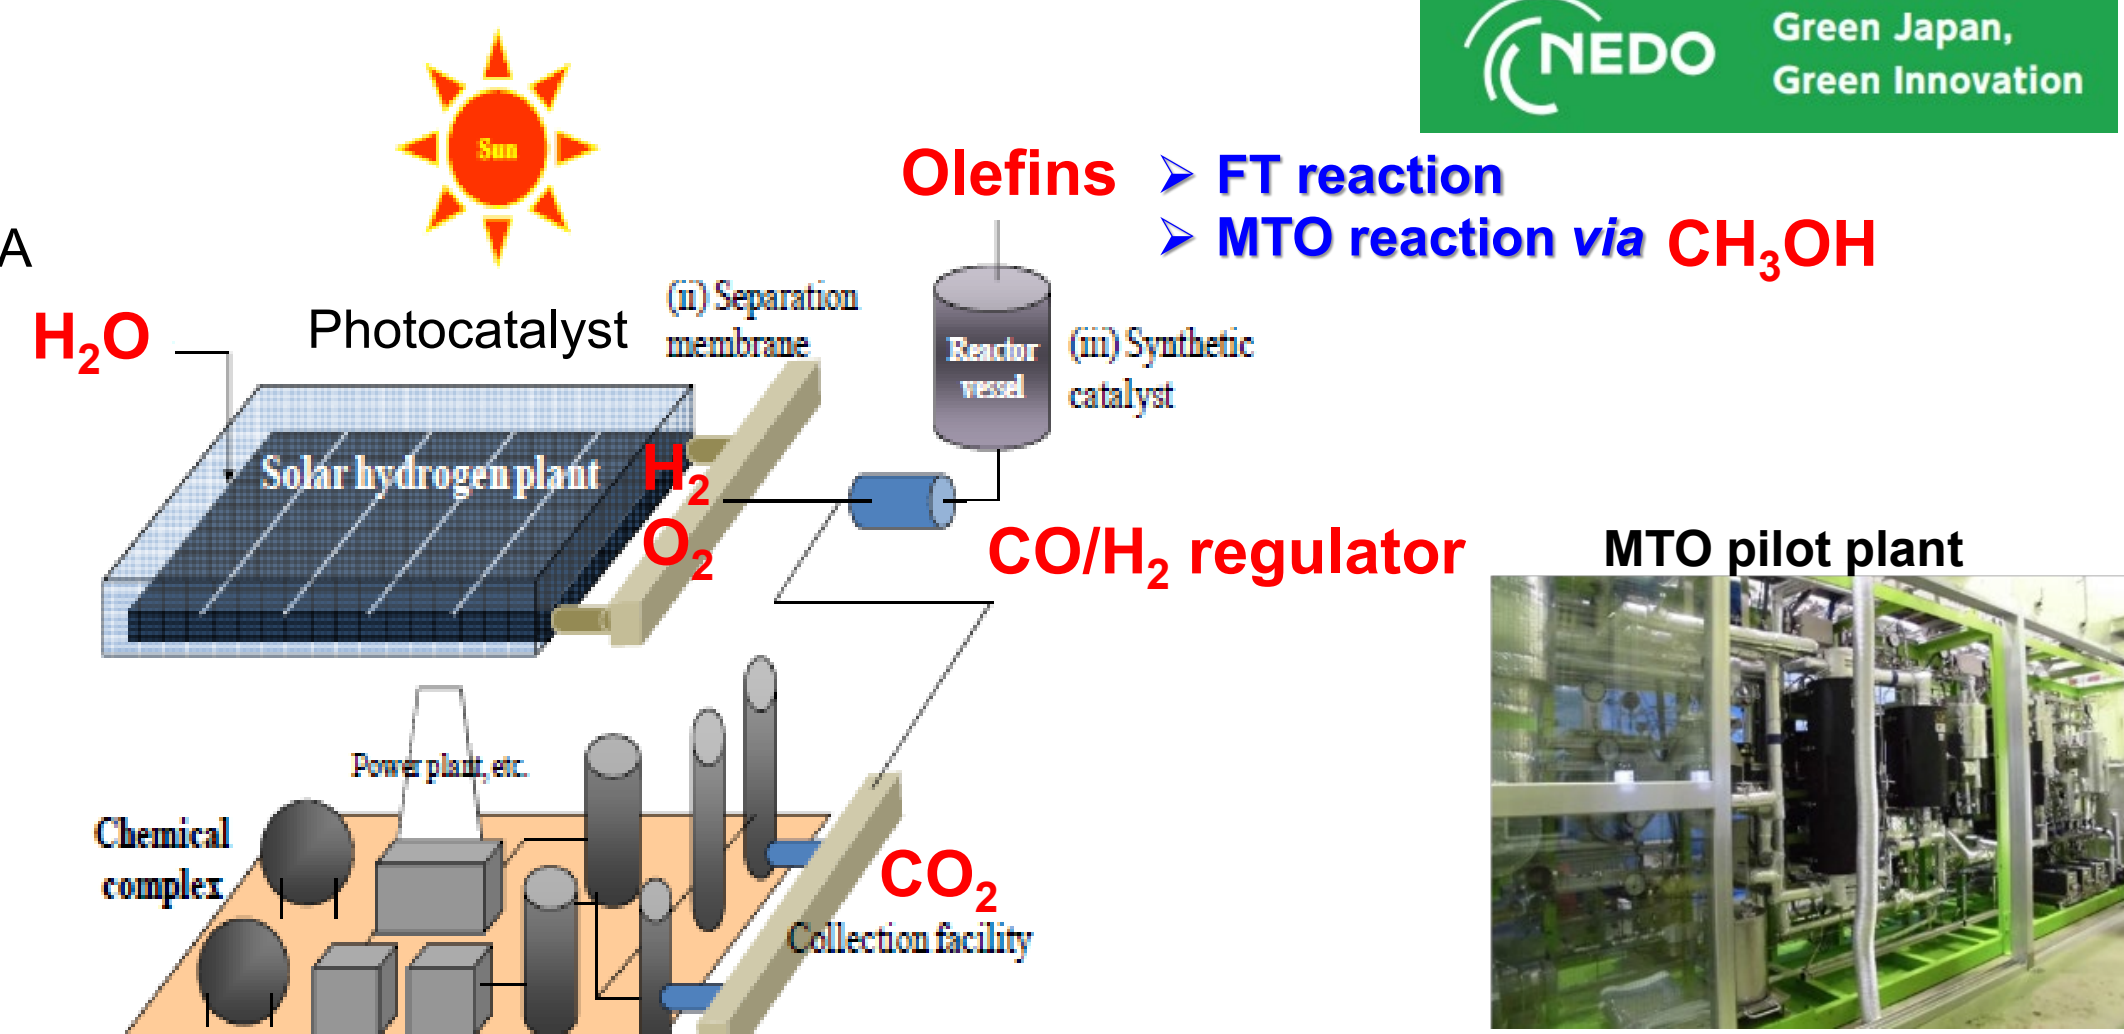 NEDO
Green Japan,
Green Innovation
Sun
Olefins
➢ FT reaction
➢ MTO reaction via CH₃OH
A
H₂O
Photocatalyst
(ii) Separation
membrane
Reactor
vessel
(iii) Synthetic
catalyst
Solar hydrogen plant
H₂
O₂
CO/H₂ regulator
MTO pilot plant
Power plant, etc.
Chemical
complex
CO₂
Collection facility